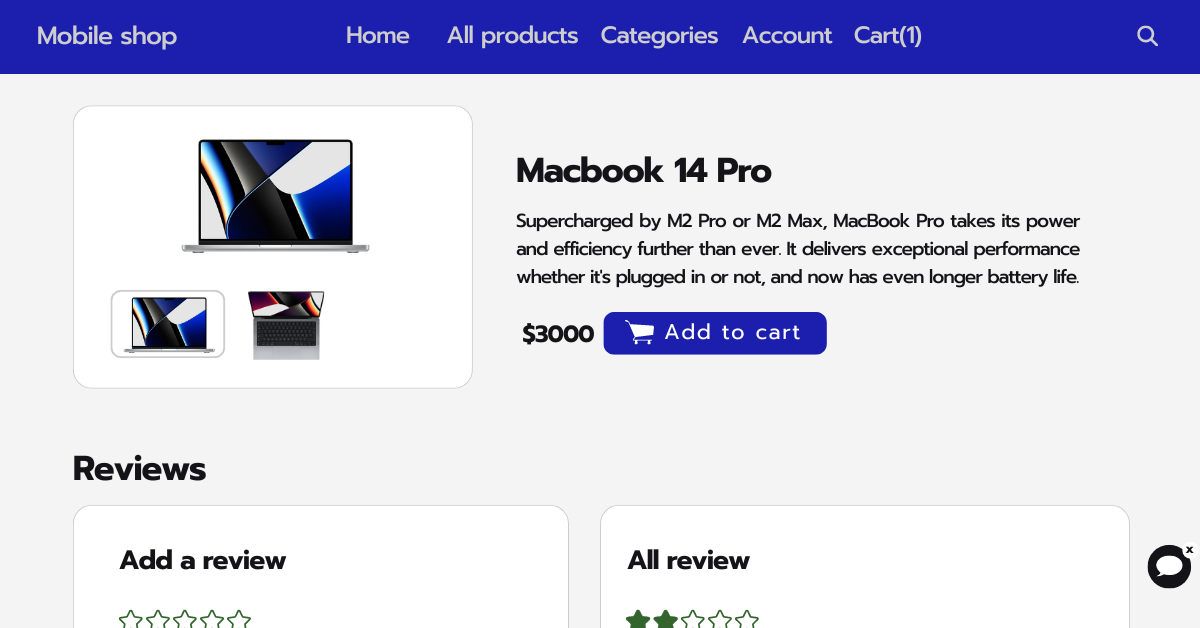 Mobile shop
Home
All products
Categories
Account
Cart(1)
Macbook 14 Pro
Supercharged by M2 Pro or M2 Max, MacBook Pro takes its power
and efficiency further than ever. It delivers exceptional performance
whether it's plugged in or not, and now has even longer battery life.
$3000
Add to cart
Reviews
Add a review
All review
x